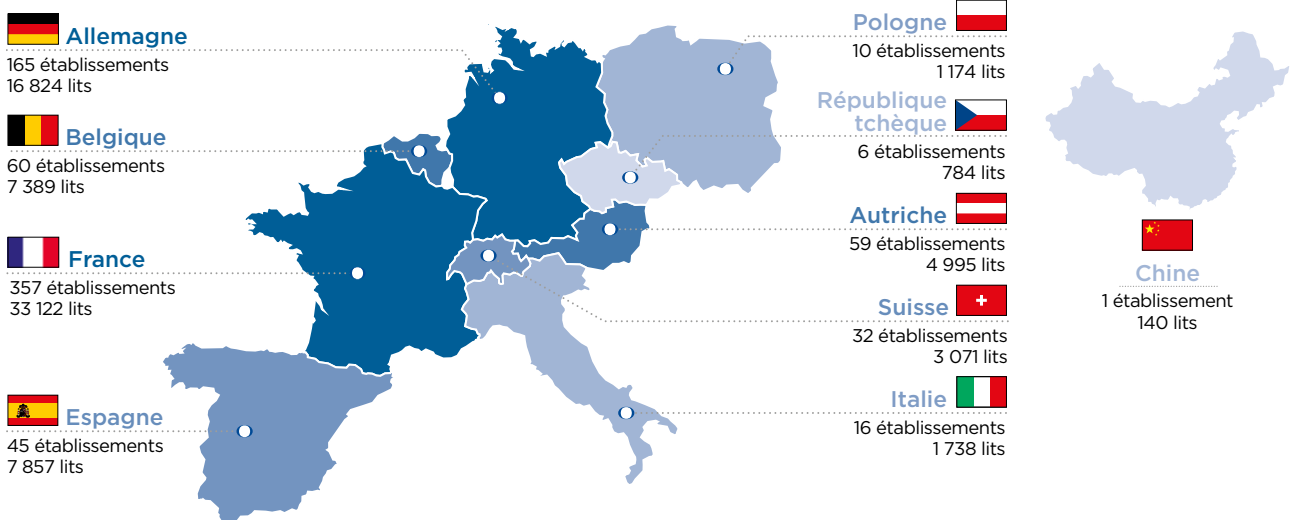 Allemagne
165 établissements
16 824 lits
Belgique
60 établissements
7 389 lits
France
357 établissements
33 122 lits
Espagne
45 établissements
7 857 lits
Pologne
10 établissements
1 174 lits
République
tchèque
6 établissements
784 lits
Autriche
59 établissements
4 995 lits
Suisse
32 établissements
3 071 lits
Italie
16 établissements
1 738 lits
Chine
1 établissement
140 lits